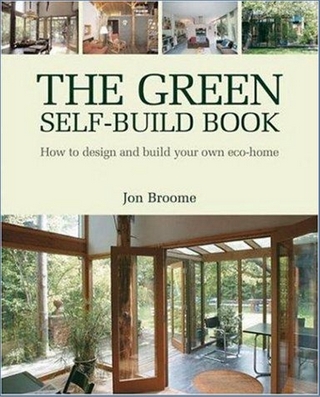 THE GREEN
SELF-BUILD BOOK
How to design and build your own eco-home
Jon Broome